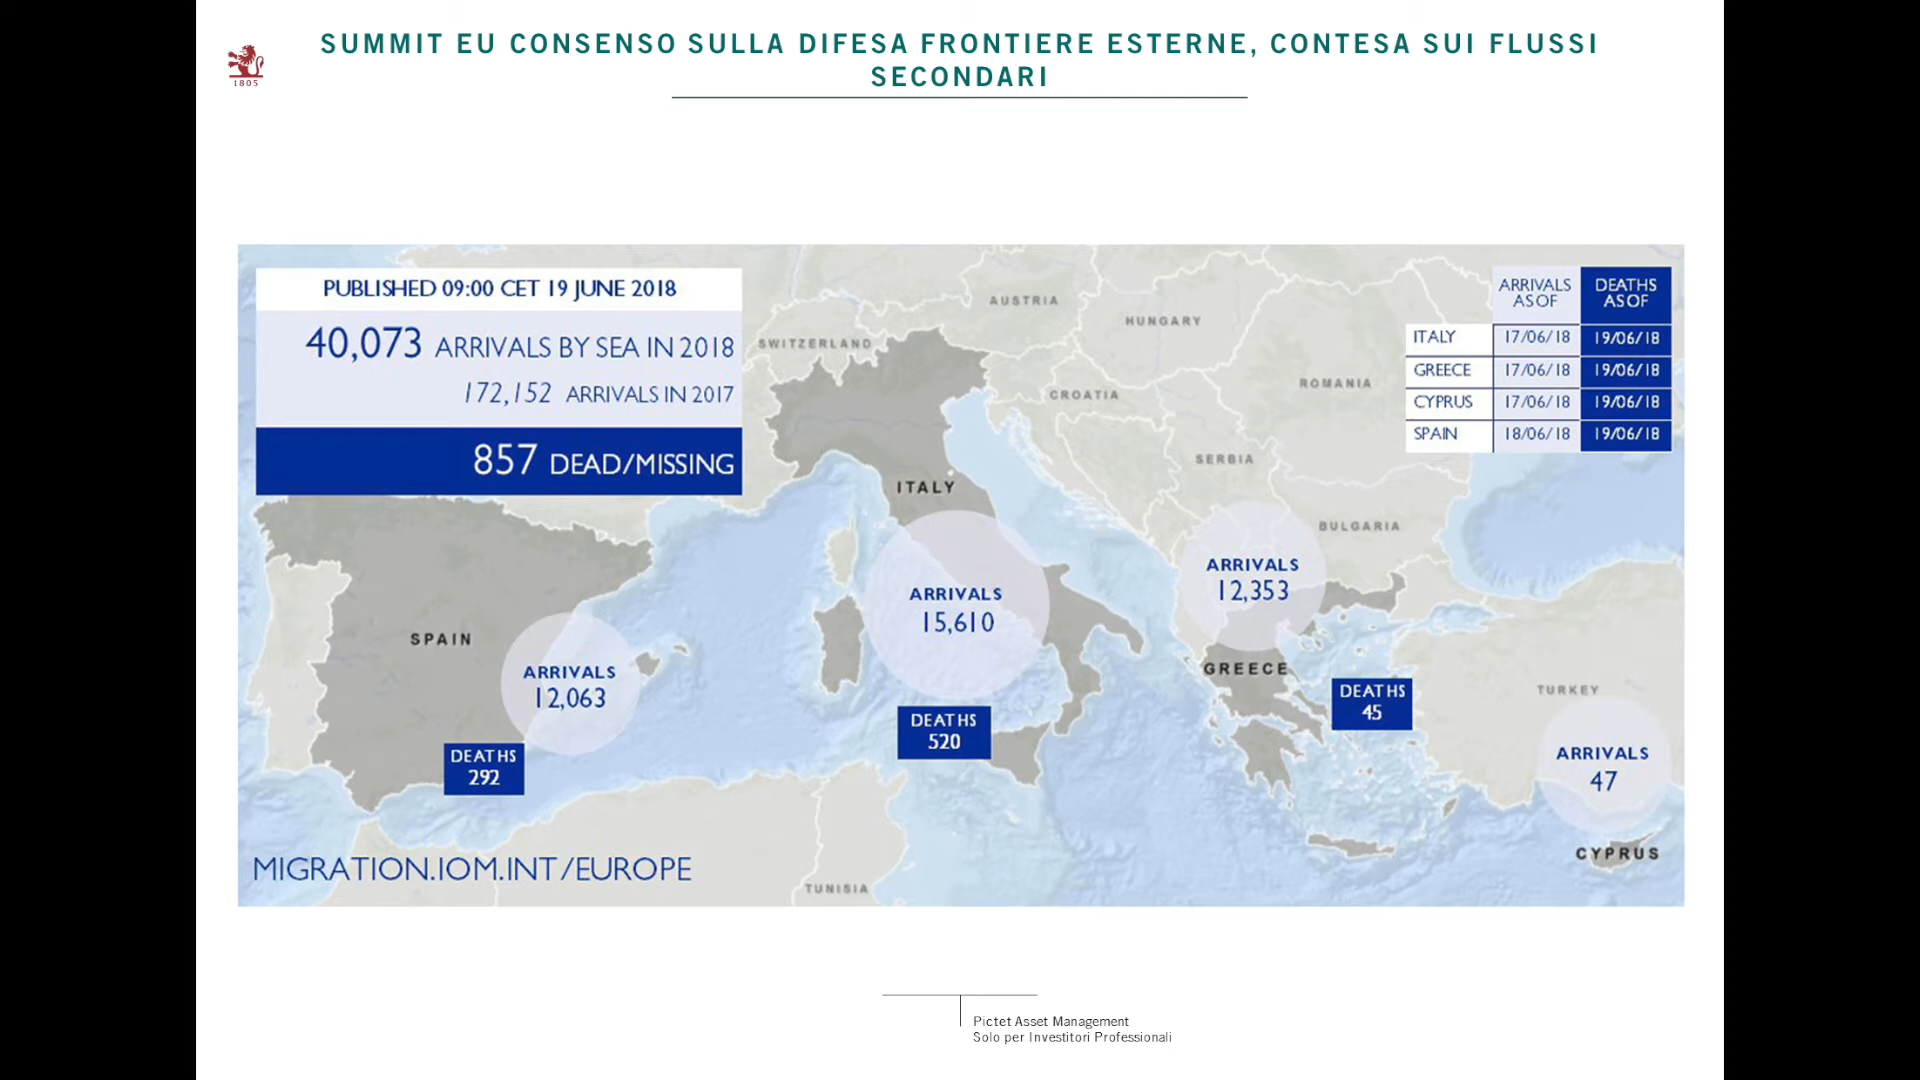 SUMMIT EU CONSENSO SULLA DIFESA FRONTIERE ESTERNE, CONTESA SUI FLUSSI
SECONDARI
1805
PUBLISHED 09:00 CET 19 JUNE 2018
40,073 ARRIVALS BY SEA IN 2018
172,152 ARRIVALS IN 2017
857 DEAD/MISSING
ARRIVALS AS OF DEATHS AS OF
ITALY 17/06/18 19/06/18
GREECE 17/06/18 19/06/18
CYPRUS 17/06/18 19/06/18
SPAIN 18/06/18 19/06/18
AUSTRIA
HUNGARY
SWITZERLAND
ROMANIA
CROATIA
SERBIA
ITALY
BULGARIA
ARRIVALS
12,353
ARRIVALS
15,610
SPAIN
GREECE
ARRIVALS
12,063
DEATHS
45
TURKEY
DEATHS
520
DEATHS
292
ARRIVALS
47
CYPRUS
MIGRATION.IOM.INT/EUROPE
TUNISIA
Pictet Asset Management
Solo per Investitori Professionali